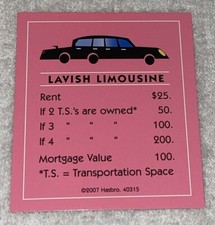 LAVISH LIMOUSINE
Rent $25.
If 2 T.S.'s are owned* 50.
If 3 " " " 100.
If 4 " " " 200.
Mortgage Value 100.
*T.S. = Transportation Space
©2007 Hasbro. 40315